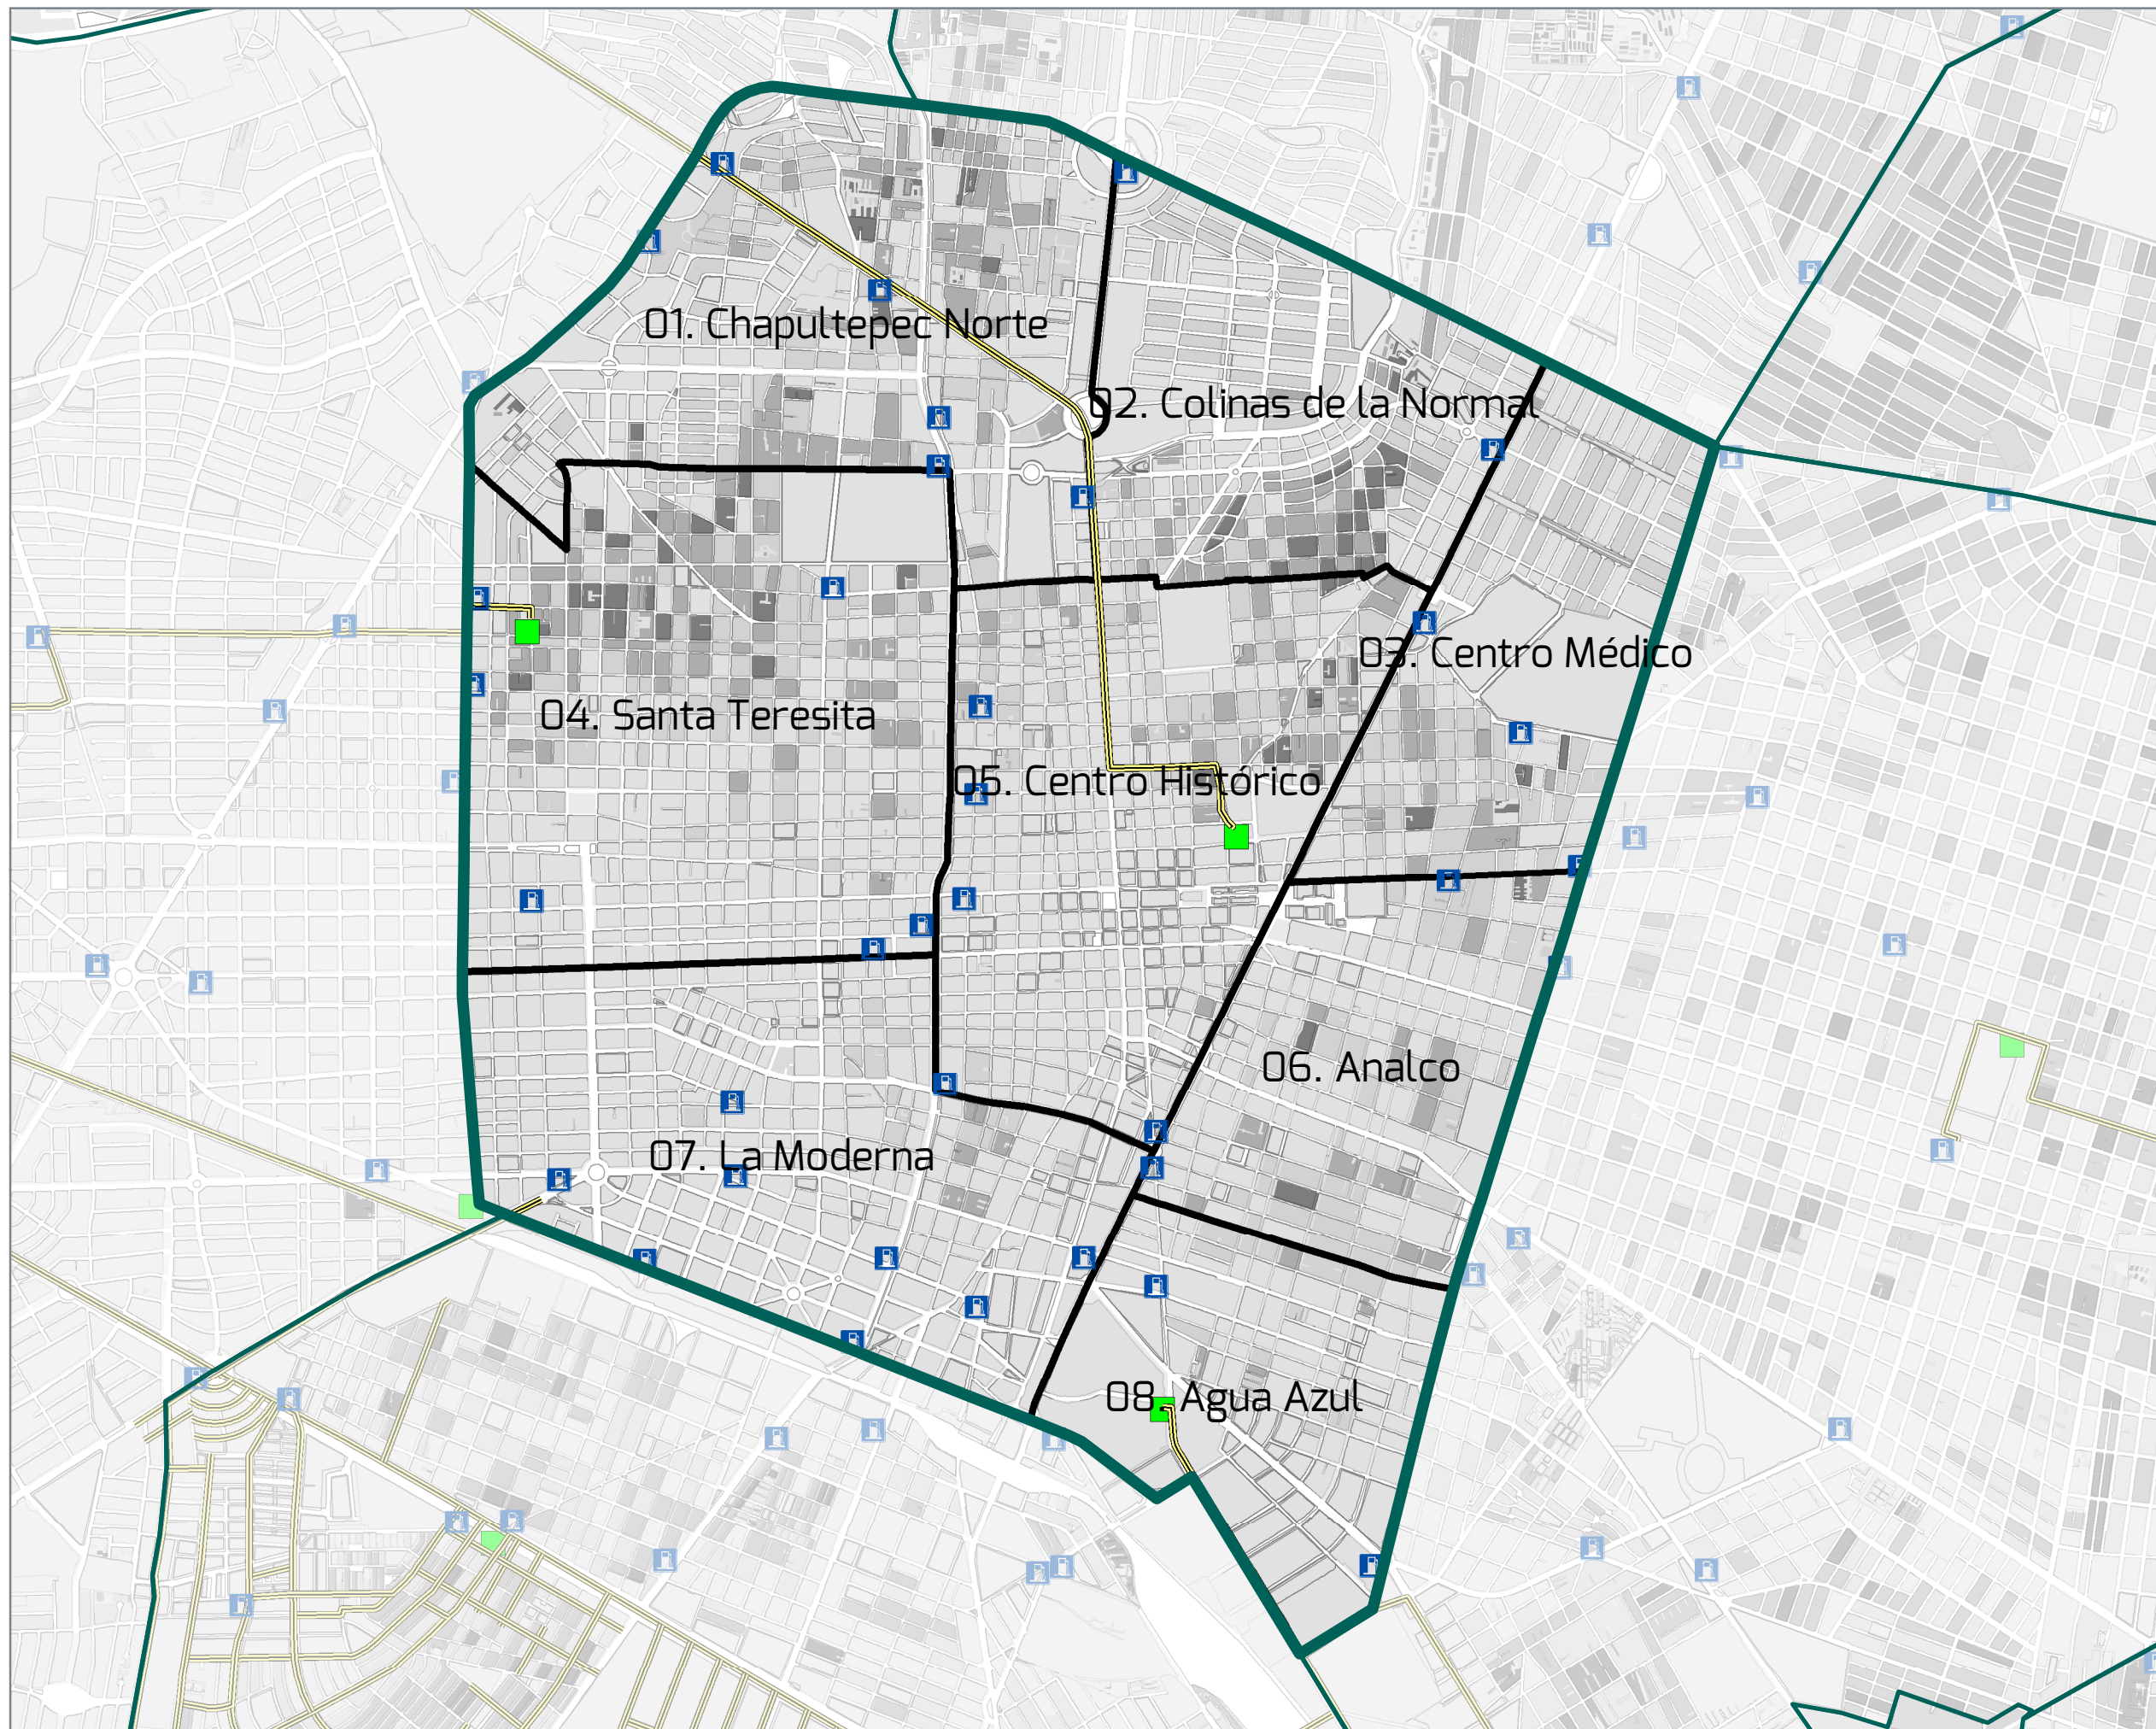 01. Chapultepec Norte
02. Colinas de la Normal
03. Centro Médico
04. Santa Teresita
05. Centro Histórico
06. Analco
07. La Moderna
08. Agua Azul